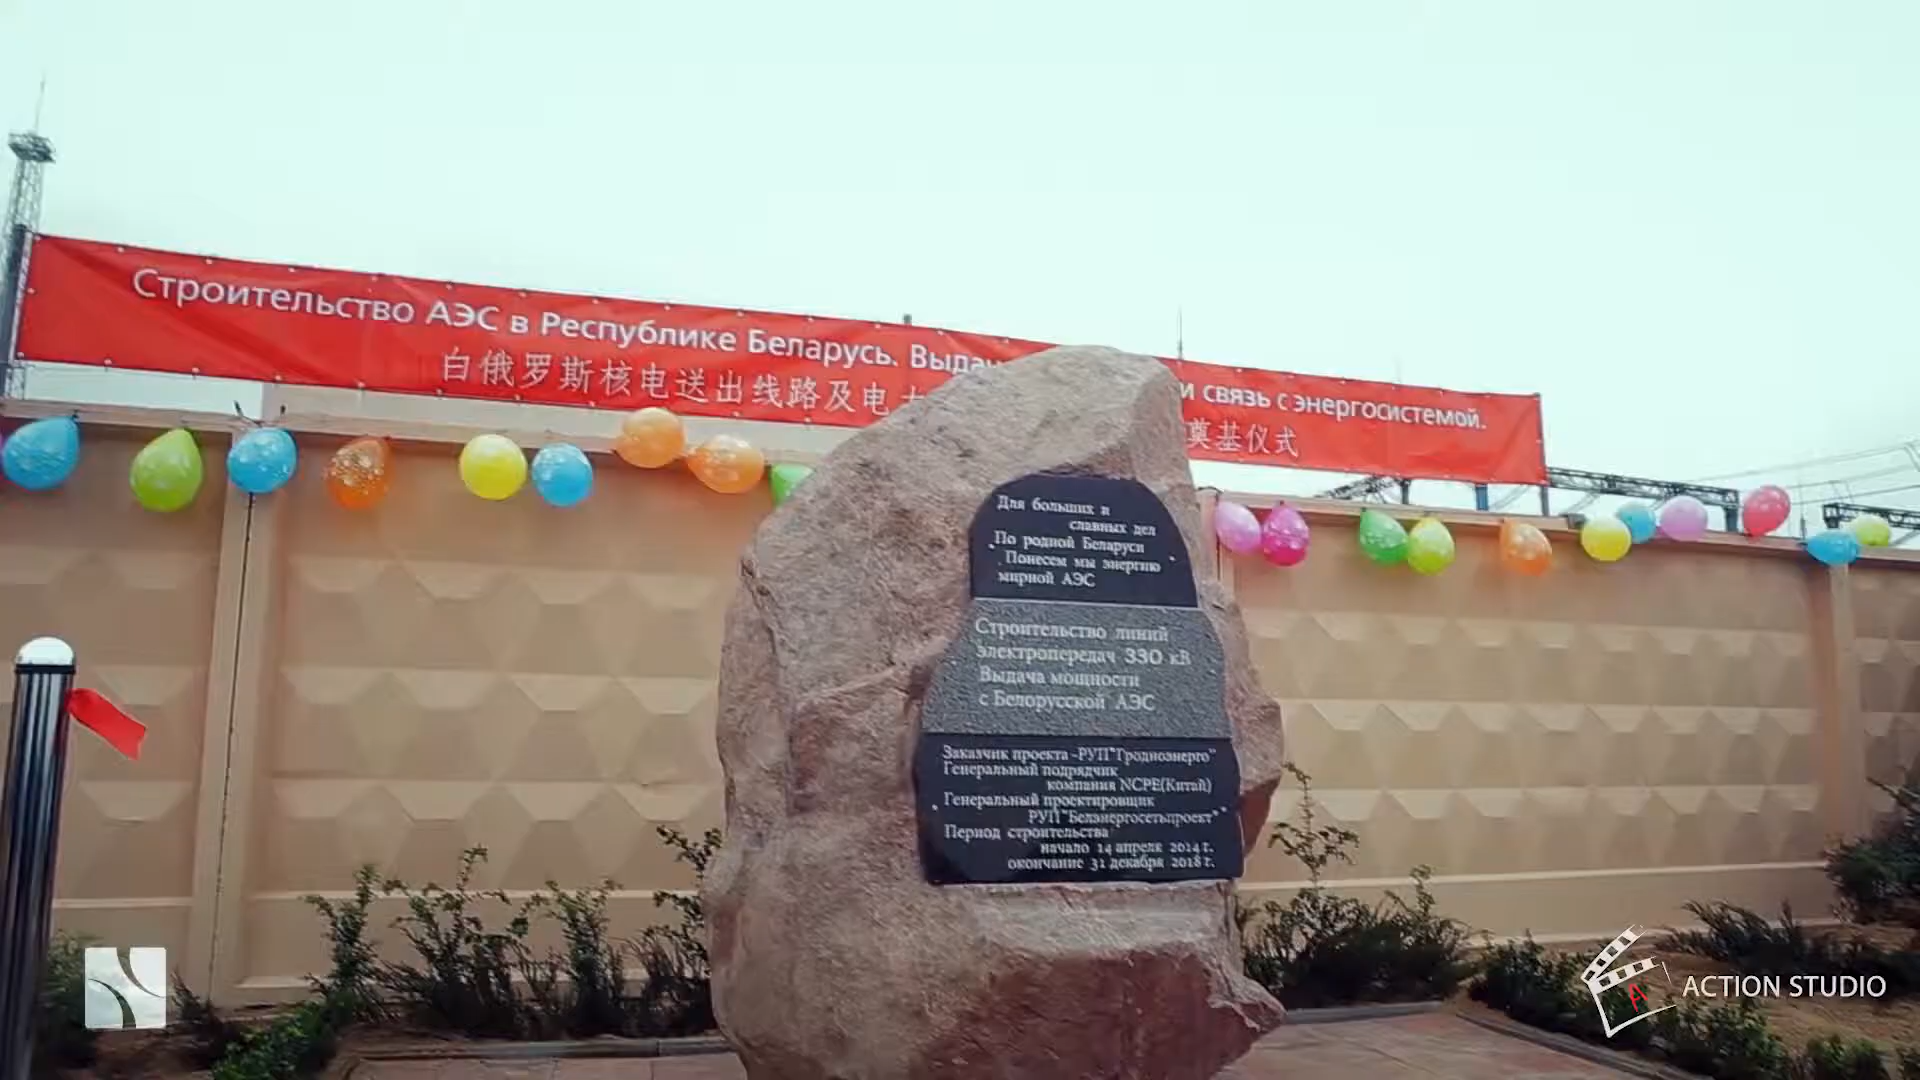 Строительство АЭС в Республике Беларусь. Выдач и связь с энергосистемой.
白俄罗斯核电送出线路及电 奠基仪式
Для больших и
славных дел
По родной Беларуси
Понесем мы энергию
мирной АЭС
Строительство линий
электропередач 330 кВ
Выдача мощности
с Белорусской АЭС
Заказчик проекта -РУП"Гродноэнерго"
Генеральный подрядчик
компания NCPE(Китай)
Генеральный проектировщик
РУП"Белэнергосетьпроект"
Период строительства
начало 14 апреля 2014 г.
окончание 31 декабря 2018 г.
ACTION STUDIO